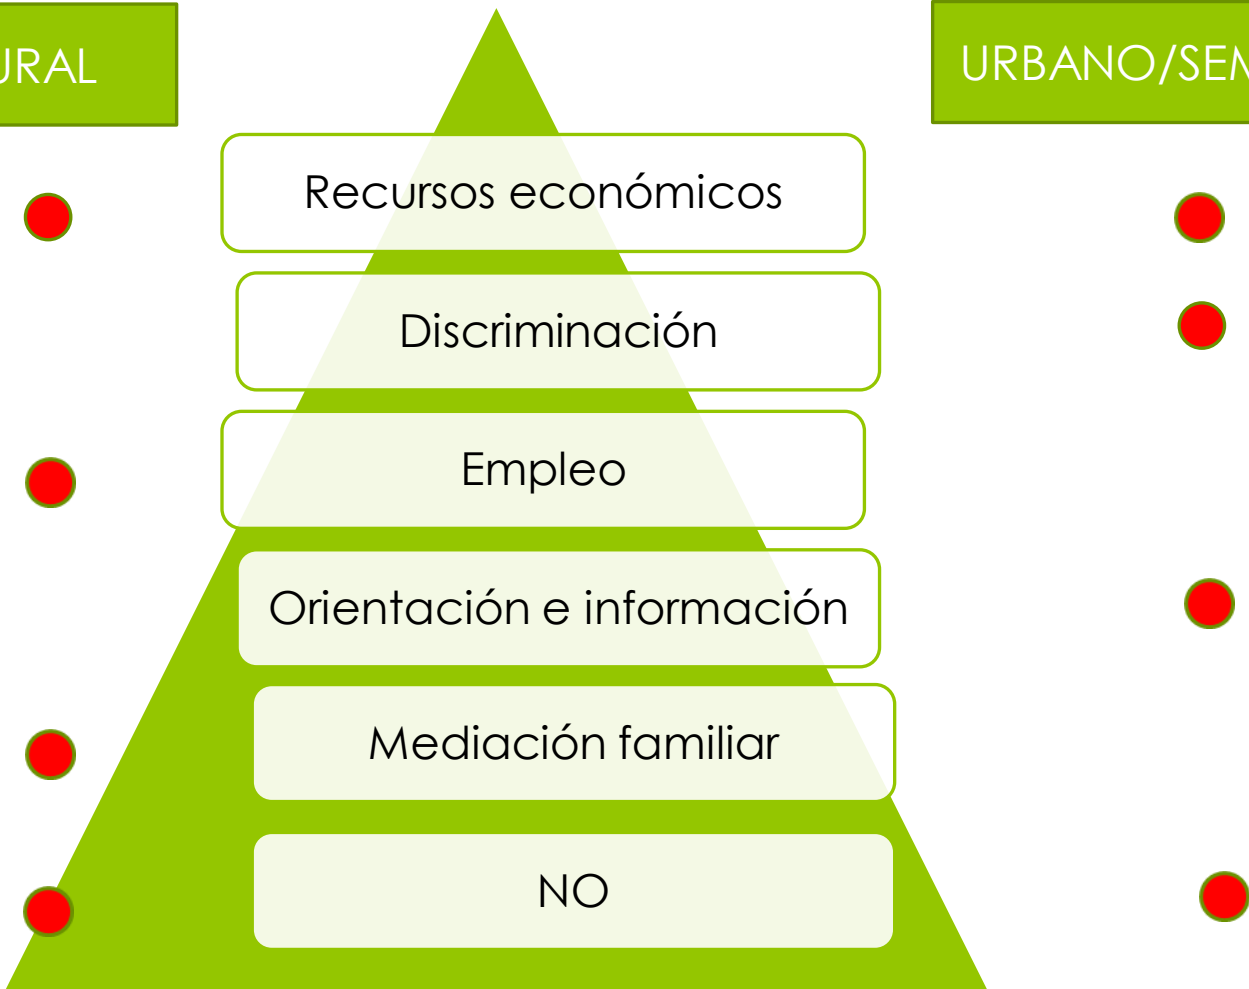 URAL
URBANO/SEM
Recursos económicos
Discriminación
Empleo
Orientación e información
Mediación familiar
NO